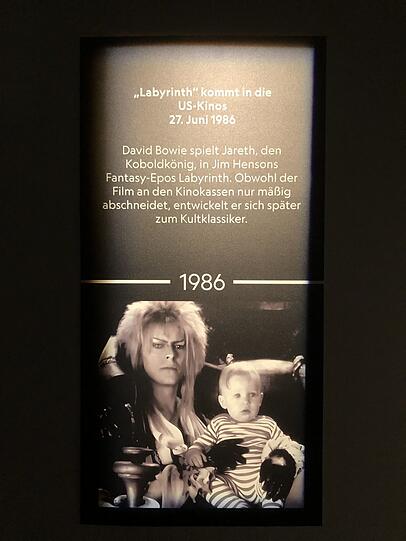 „Labyrinth“ kommt in die
US-Kinos
27. Juni 1986
David Bowie spielt Jareth, den
Koboldkönig, in Jim Hensons
Fantasy-Epos Labyrinth. Obwohl der
Film an den Kinokassen nur mäßig
abschneidet, entwickelt er sich später
zum Kultklassiker.
1986